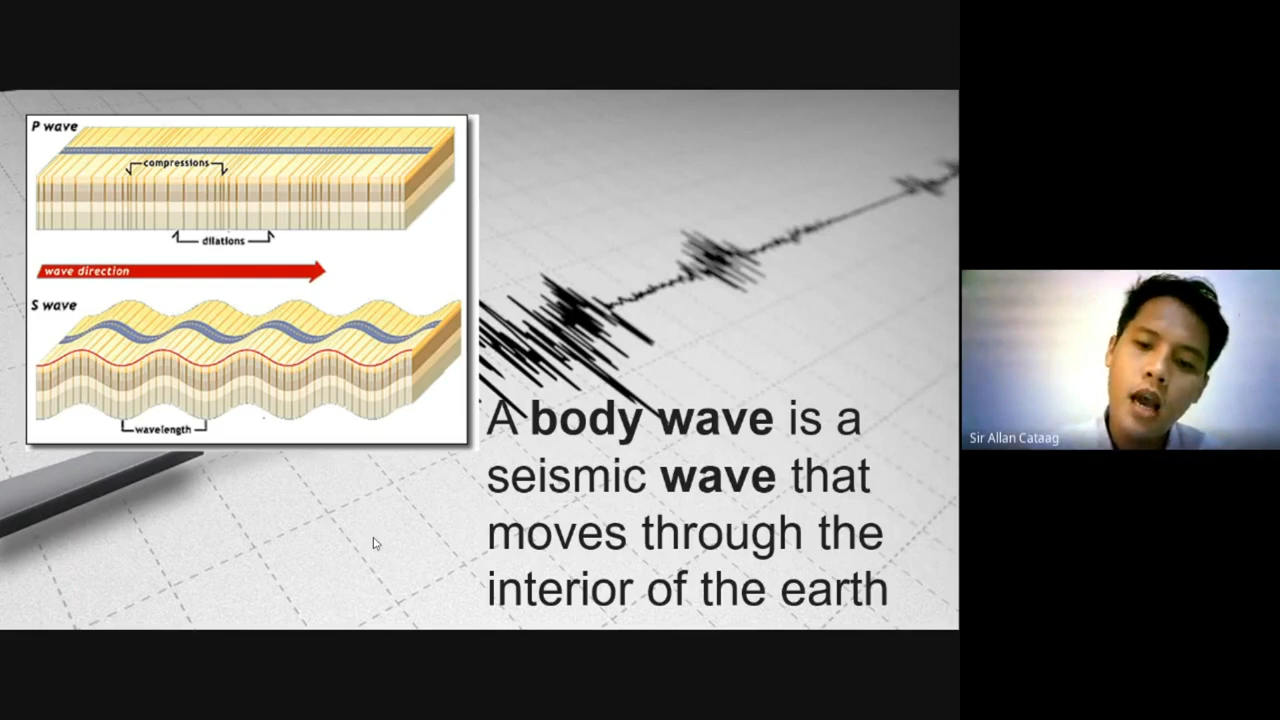 P wave
compressions
dilations
wave direction
S wave
wavelength
A body wave is a
seismic wave that
moves through the
interior of the earth
Sir Allan Cataag